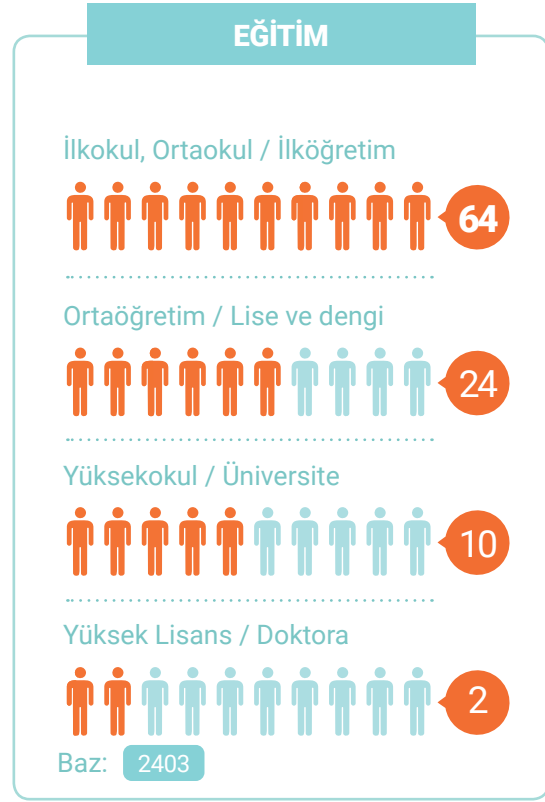 EĞİTİM
İlkokul, Ortaokul / İlköğretim
64
Ortaöğretim / Lise ve dengi
24
Yüksekokul / Üniversite
10
Yüksek Lisans / Doktora
2
Baz: 2403